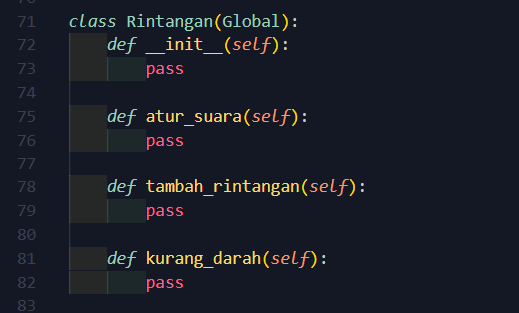 71 class Rintangan(Global):
72     def __init__(self):
73         pass
74
75     def atur_suara(self):
76         pass
77
78     def tambah_rintangan(self):
79         pass
80
81     def kurang_darah(self):
82         pass
83